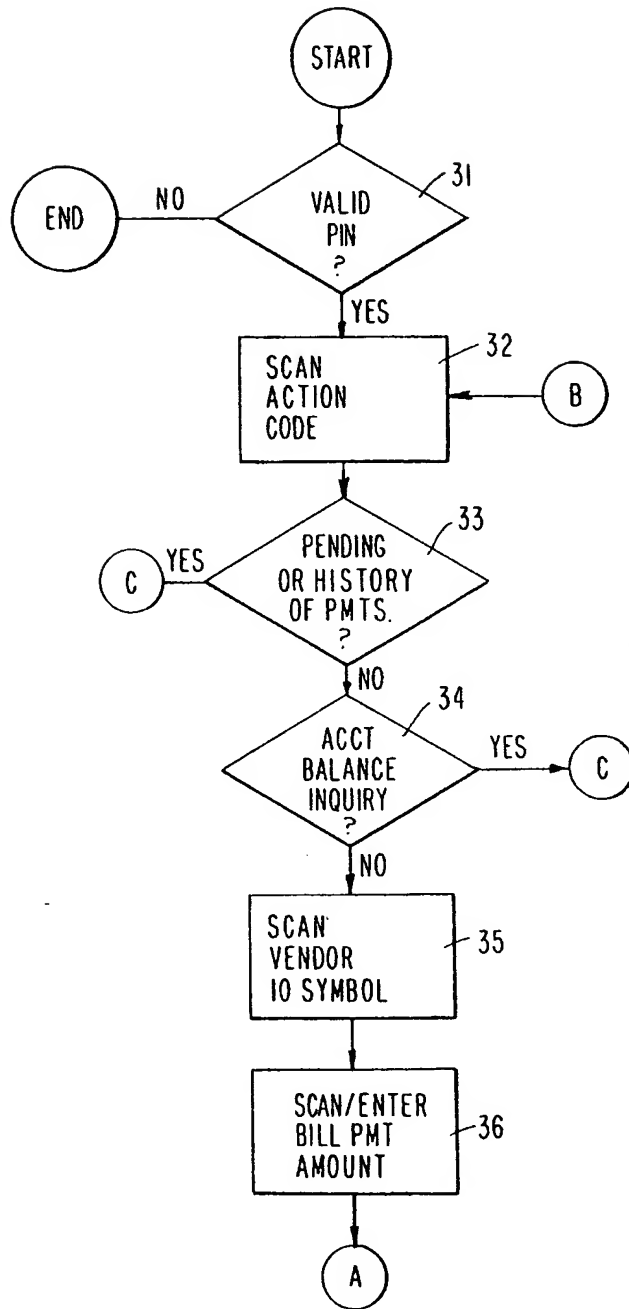 START
31
VALID
PIN
?
NO
END
YES
32
SCAN
ACTION
CODE
B
33
PENDING
OR HISTORY
OF PMTS.
?
YES
C
NO
34
ACCT
BALANCE
INQUIRY
?
YES
C
NO
35
SCAN
VENDOR
IO SYMBOL
36
SCAN/ENTER
BILL PMT
AMOUNT
A